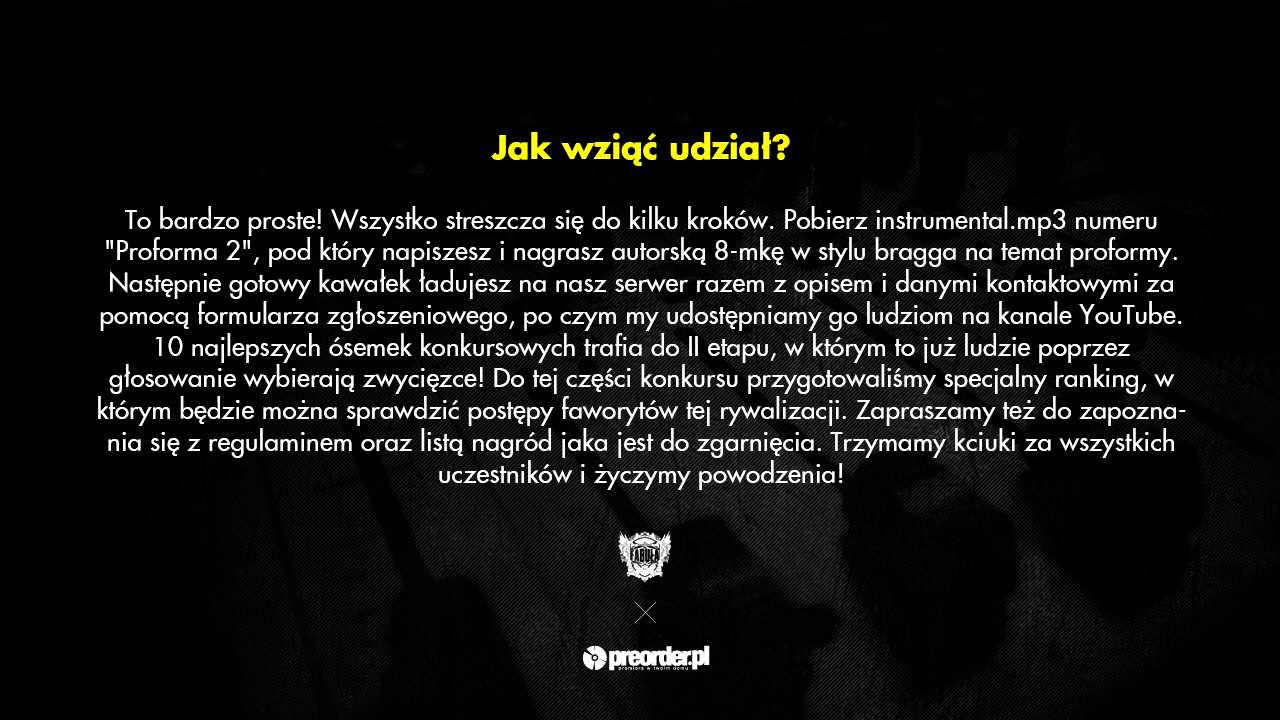 Jak wziąć udział?
To bardzo proste! Wszystko streszcza się do kilku kroków. Pobierz instrumental.mp3 numeru
"Proforma 2", pod który napiszesz i nagrasz autorską 8-mkę w stylu bragga na temat proformy.
Następnie gotowy kawałek ładujesz na nasz serwer razem z opisem i danymi kontaktowymi za
pomocą formularza zgłoszeniowego, po czym my udostępniamy go ludziom na kanale YouTube.
10 najlepszych ósemek konkursowych trafia do II etapu, w którym to już ludzie poprzez
głosowanie wybierają zwycięzce! Do tej części konkursu przygotowaliśmy specjalny ranking, w
którym będzie można sprawdzić postępy faworytów tej rywalizacji. Zapraszamy też do zapozna-
nia się z regulaminem oraz listą nagród jaka jest do zgarnięcia. Trzymamy kciuki za wszystkich
uczestników i życzymy powodzenia!
FABUŁA
preorder.pl
premiera w twoim domu